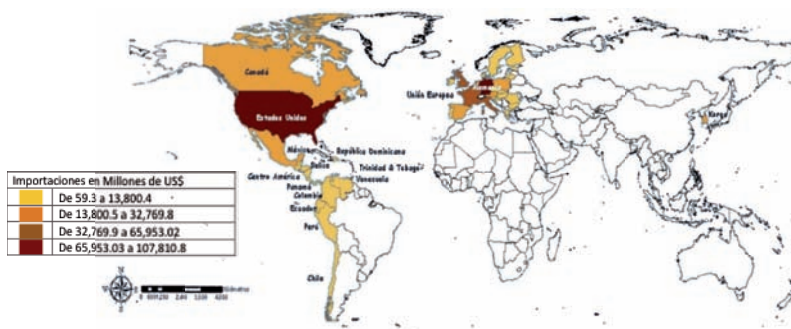 Canadá
Unión Europea
Alemania
Estados Unidos
Korea
México
República Dominicana
Belice
Trinidad & Tobago
Centro América
Venezuela
Panamá
Colombia
Ecuador
Perú
Chile
Importaciones en Millones de US$
De 59.3 a 13,800.4
De 13,800.5 a 32,769.8
De 32,769.9 a 65,953.02
De 65,953.03 a 107,810.8
N